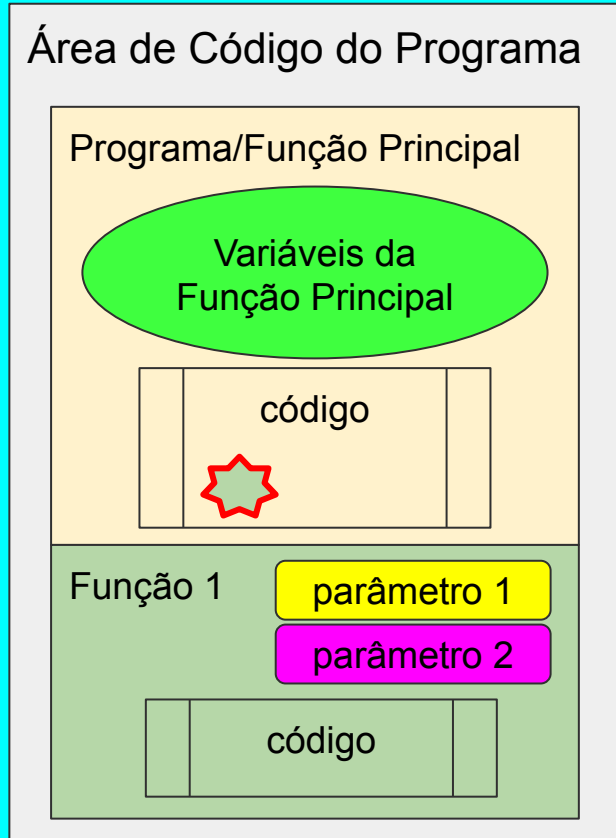 Área de Código do Programa
Programa/Função Principal
Variáveis da
Função Principal
código
Função 1
parâmetro 1
parâmetro 2
código